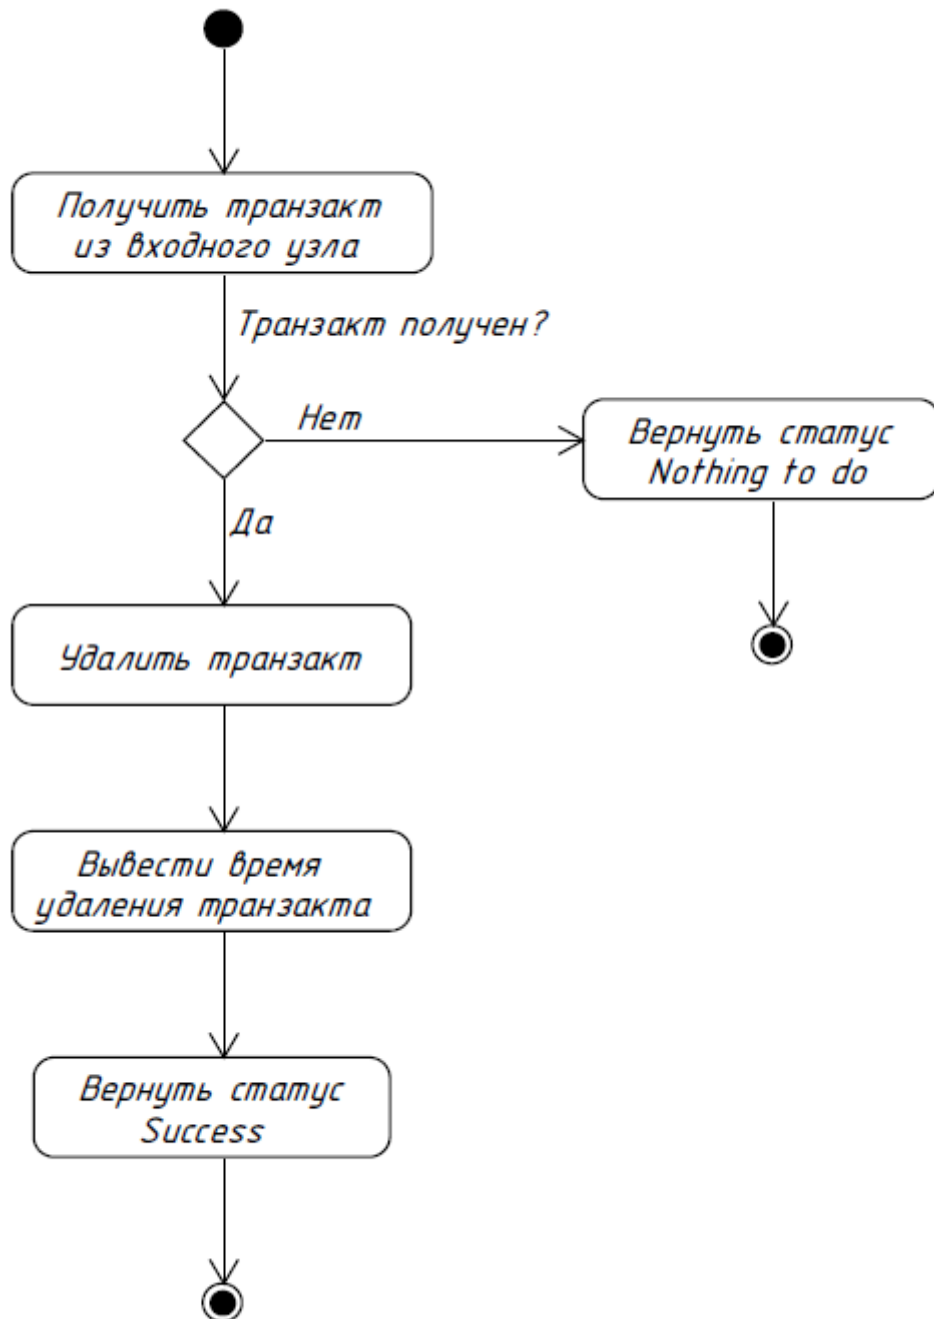 Получить транзакт
из входного узла
Транзакт получен?
Нет
Вернуть статус
Nothing to do
Да
Удалить транзакт
Вывести время
удаления транзакта
Вернуть статус
Success